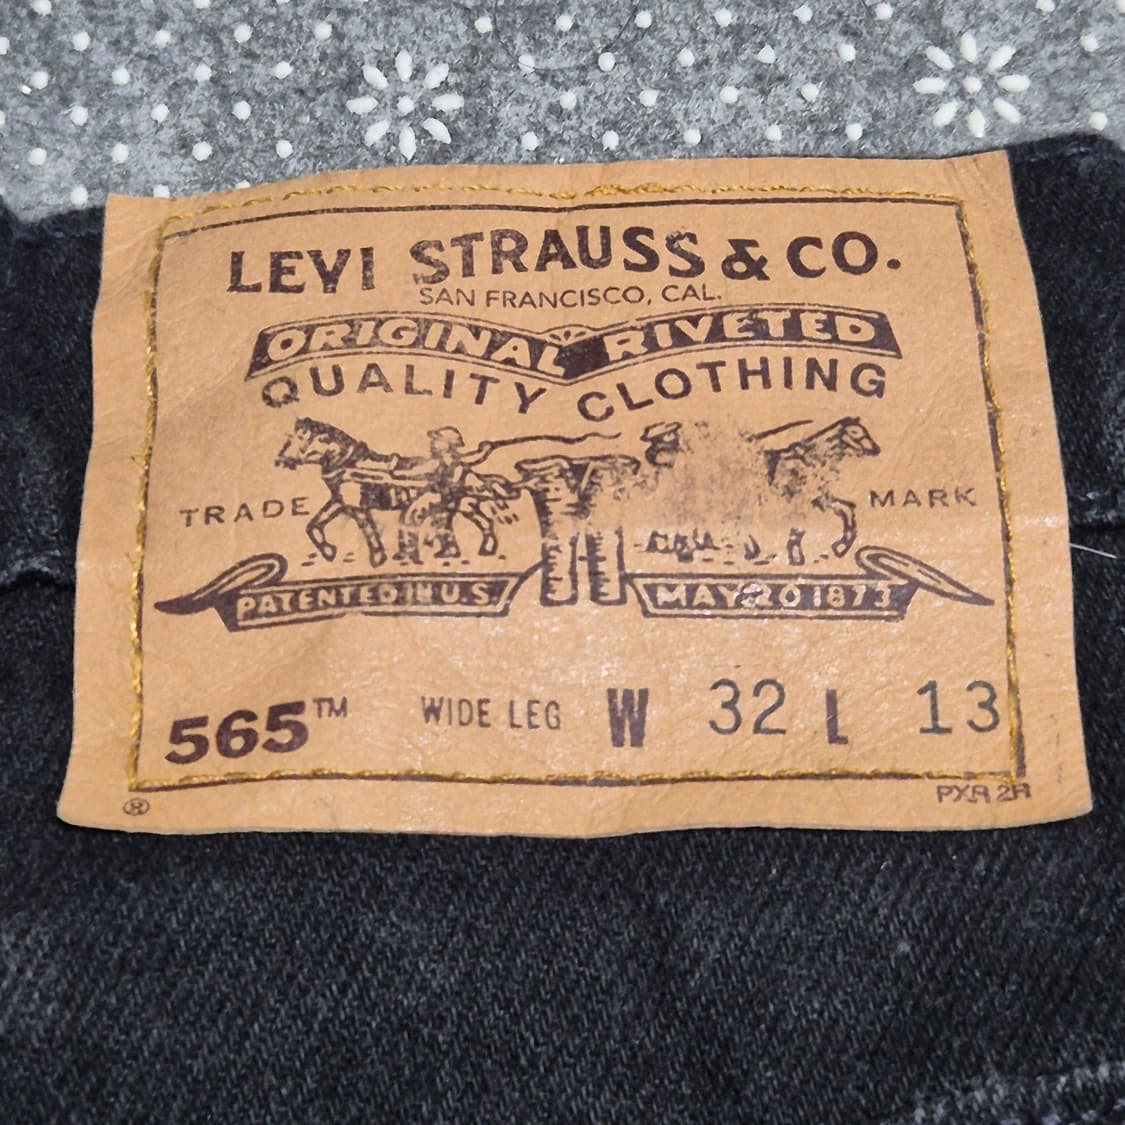 LEVI STRAUSS & CO.
SAN FRANCISCO, CAL.
ORIGINAL RIVETED
QUALITY CLOTHING
TRADE MARK
PATENTED IN U.S. MAY 20 1873
565™ WIDE LEG W 32 L 13
® PXR 2R